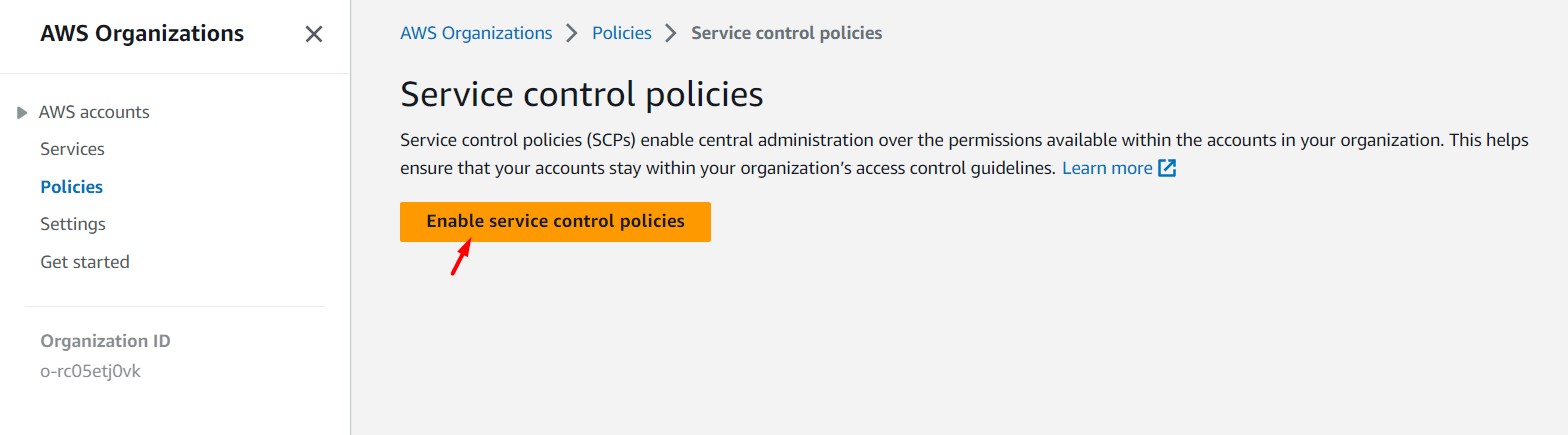 AWS Organizations
AWS accounts
Services
Policies
Settings
Get started
Organization ID
o-rc05etj0vk
AWS Organizations > Policies > Service control policies
Service control policies
Service control policies (SCPs) enable central administration over the permissions available within the accounts in your organization. This helps
ensure that your accounts stay within your organization's access control guidelines. Learn more
Enable service control policies